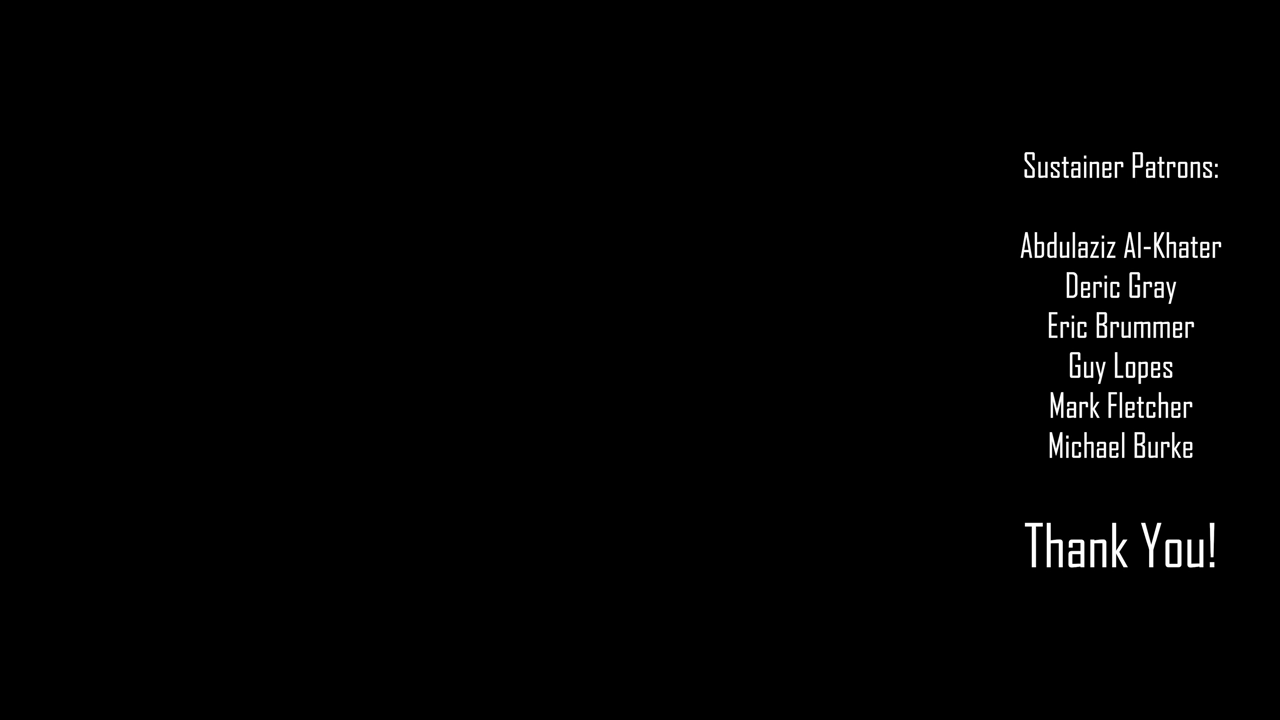 Sustainer Patrons:
Abdulaziz Al-Khater
Deric Gray
Eric Brummer
Guy Lopes
Mark Fletcher
Michael Burke
Thank You!